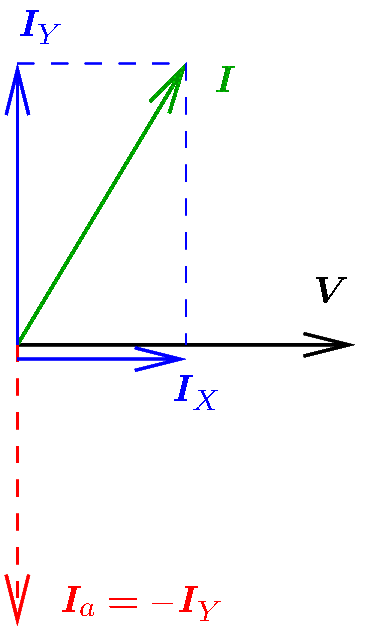 I_Y
I
V
I_X
I_a = −I_Y